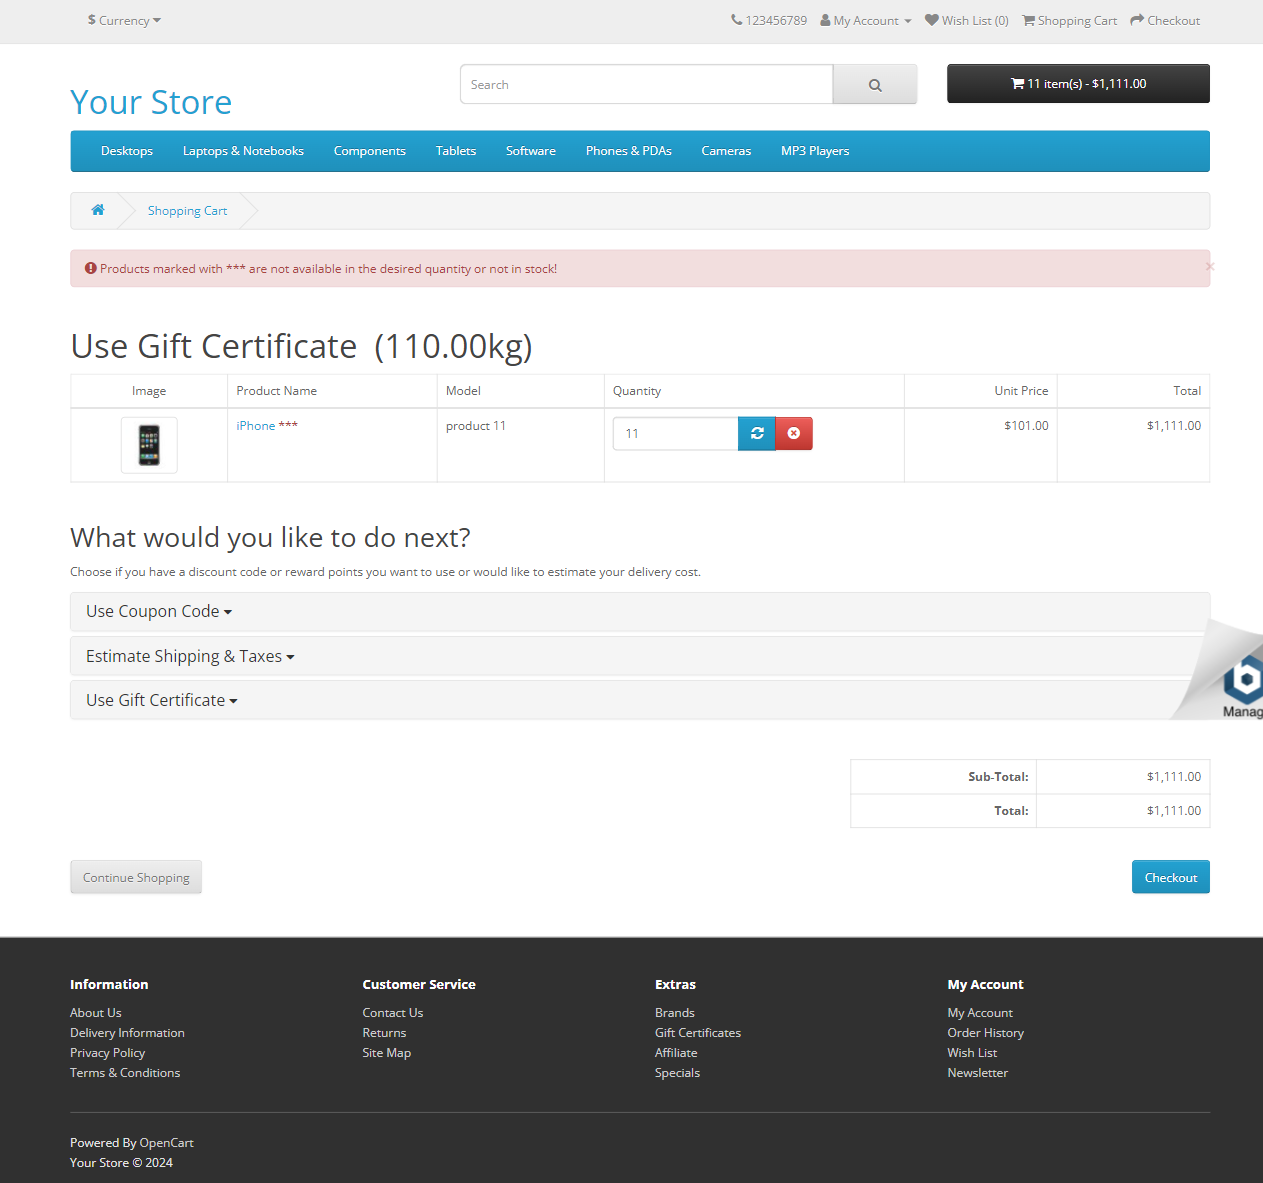 $ Currency
123456789 My Account Wish List (0) Shopping Cart Checkout
Your Store
Search
11 item(s) - $1,111.00
Desktops Laptops & Notebooks Components Tablets Software Phones & PDAs Cameras MP3 Players
Shopping Cart
Products marked with *** are not available in the desired quantity or not in stock!
×
Use Gift Certificate (110.00kg)
Image Product Name Model Quantity Unit Price Total
iPhone *** product 11 11 $101.00 $1,111.00
What would you like to do next?
Choose if you have a discount code or reward points you want to use or would like to estimate your delivery cost.
Use Coupon Code
Estimate Shipping & Taxes
Use Gift Certificate
Manag
Sub-Total: $1,111.00
Total: $1,111.00
Continue Shopping Checkout
Information Customer Service Extras My Account
About Us Contact Us Brands My Account
Delivery Information Returns Gift Certificates Order History
Privacy Policy Site Map Affiliate Wish List
Terms & Conditions Specials Newsletter
Powered By OpenCart
Your Store © 2024